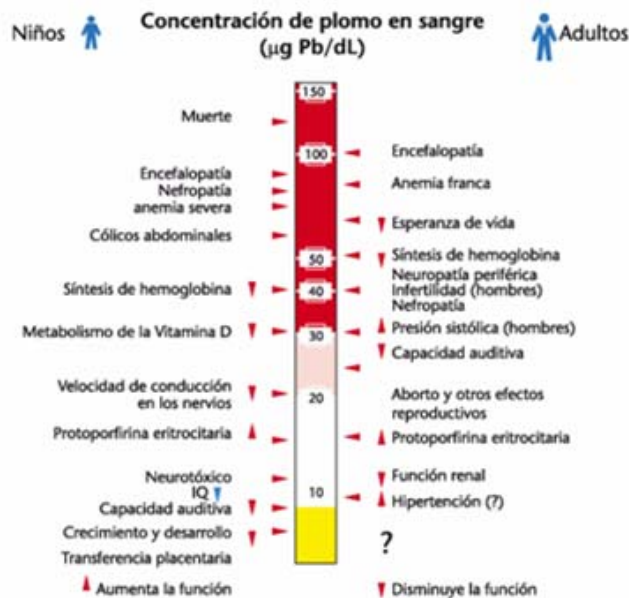 Niños
Concentración de plomo en sangre
(µg Pb/dL)
Adultos
150
Muerte
100
Encefalopatía
Encefalopatía
Nefropatía
anemia severa
Anemia franca
Esperanza de vida
Cólicos abdominales
50
Síntesis de hemoglobina
Neuropatía periférica
Síntesis de hemoglobina
40
Infertilidad (hombres)
Nefropatía
Metabolismo de la Vitamina D
30
Presión sistólica (hombres)
Capacidad auditiva
Velocidad de conducción
en los nervios
20
Aborto y otros efectos
reproductivos
Protoporfirina eritrocitaria
Protoporfirina eritrocitaria
Neurotóxico
IQ
10
Función renal
Hipertención (?)
Capacidad auditiva
Crecimiento y desarrollo
?
Transferencia placentaria
Aumenta la función
Disminuye la función